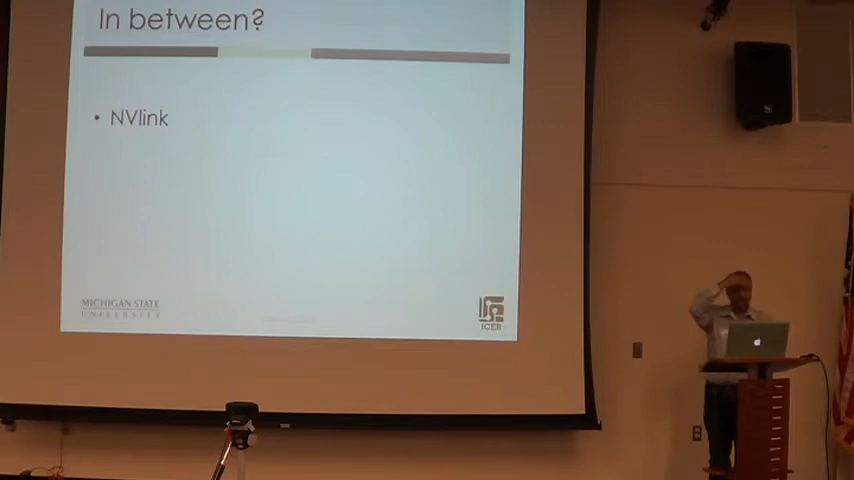 In between?
• NVlink
MICHIGAN STATE
UNIVERSITY
ICER